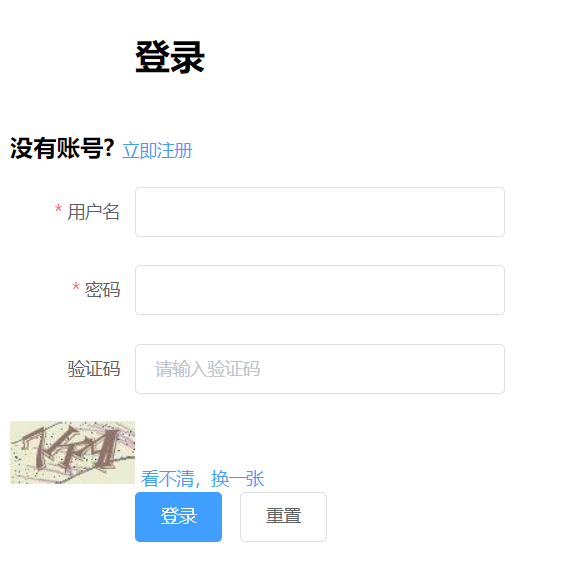 登录
没有账号? 立即注册
* 用户名
* 密码
验证码 请输入验证码
看不清，换一张
登录 重置